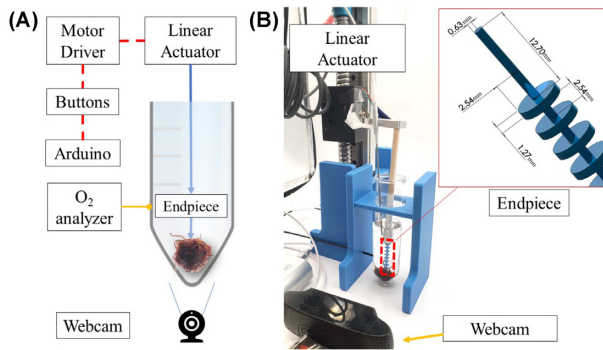 (A)
Motor
Driver
Linear
Actuator
Buttons
Arduino
O₂
analyzer
Endpiece
Webcam
(B)
Linear
Actuator
0.63mm
12.70mm
2.54mm
2.54mm
1.27mm
Endpiece
Webcam